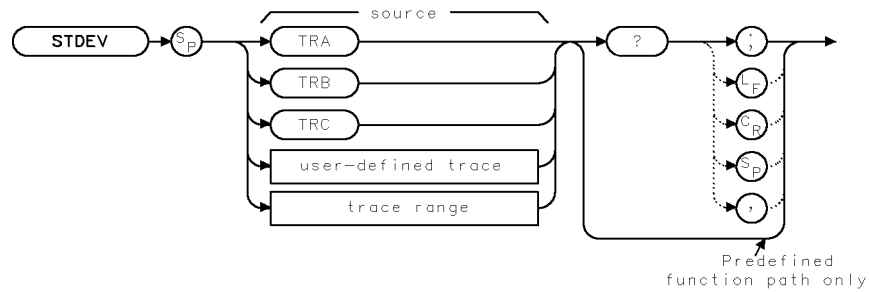 source
STDEV SP TRA ? ;
TRB LF
TRC CR
user-defined trace SP
trace range ,
Predefined
function path only